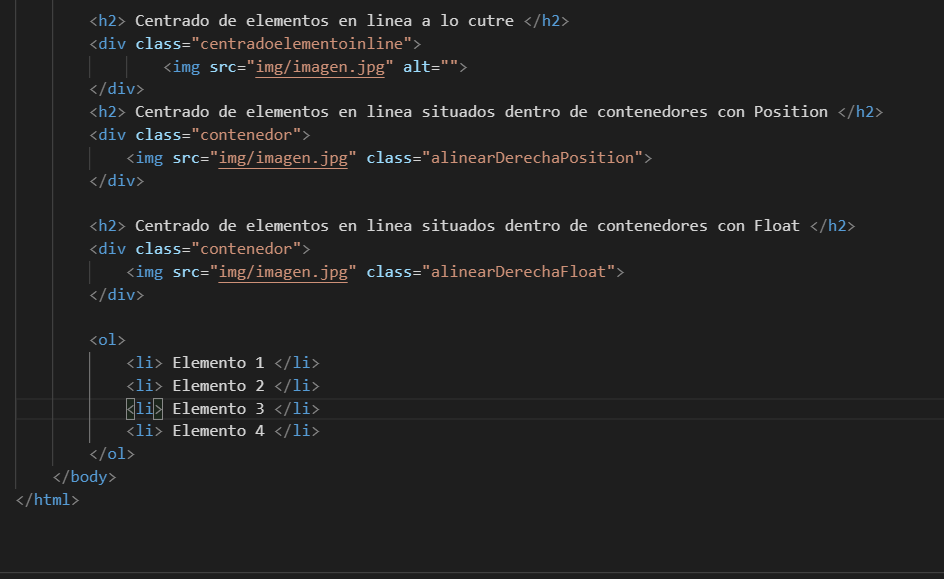 <h2> Centrado de elementos en linea a lo cutre </h2>
<div class="centradoelementoinline">
<img src="img/imagen.jpg" alt="">
</div>
<h2> Centrado de elementos en linea situados dentro de contenedores con Position </h2>
<div class="contenedor">
<img src="img/imagen.jpg" class="alinearDerechaPosition">
</div>
<h2> Centrado de elementos en linea situados dentro de contenedores con Float </h2>
<div class="contenedor">
<img src="img/imagen.jpg" class="alinearDerechaFloat">
</div>
<ol>
<li> Elemento 1 </li>
<li> Elemento 2 </li>
<li> Elemento 3 </li>
<li> Elemento 4 </li>
</ol>
</body>
</html>